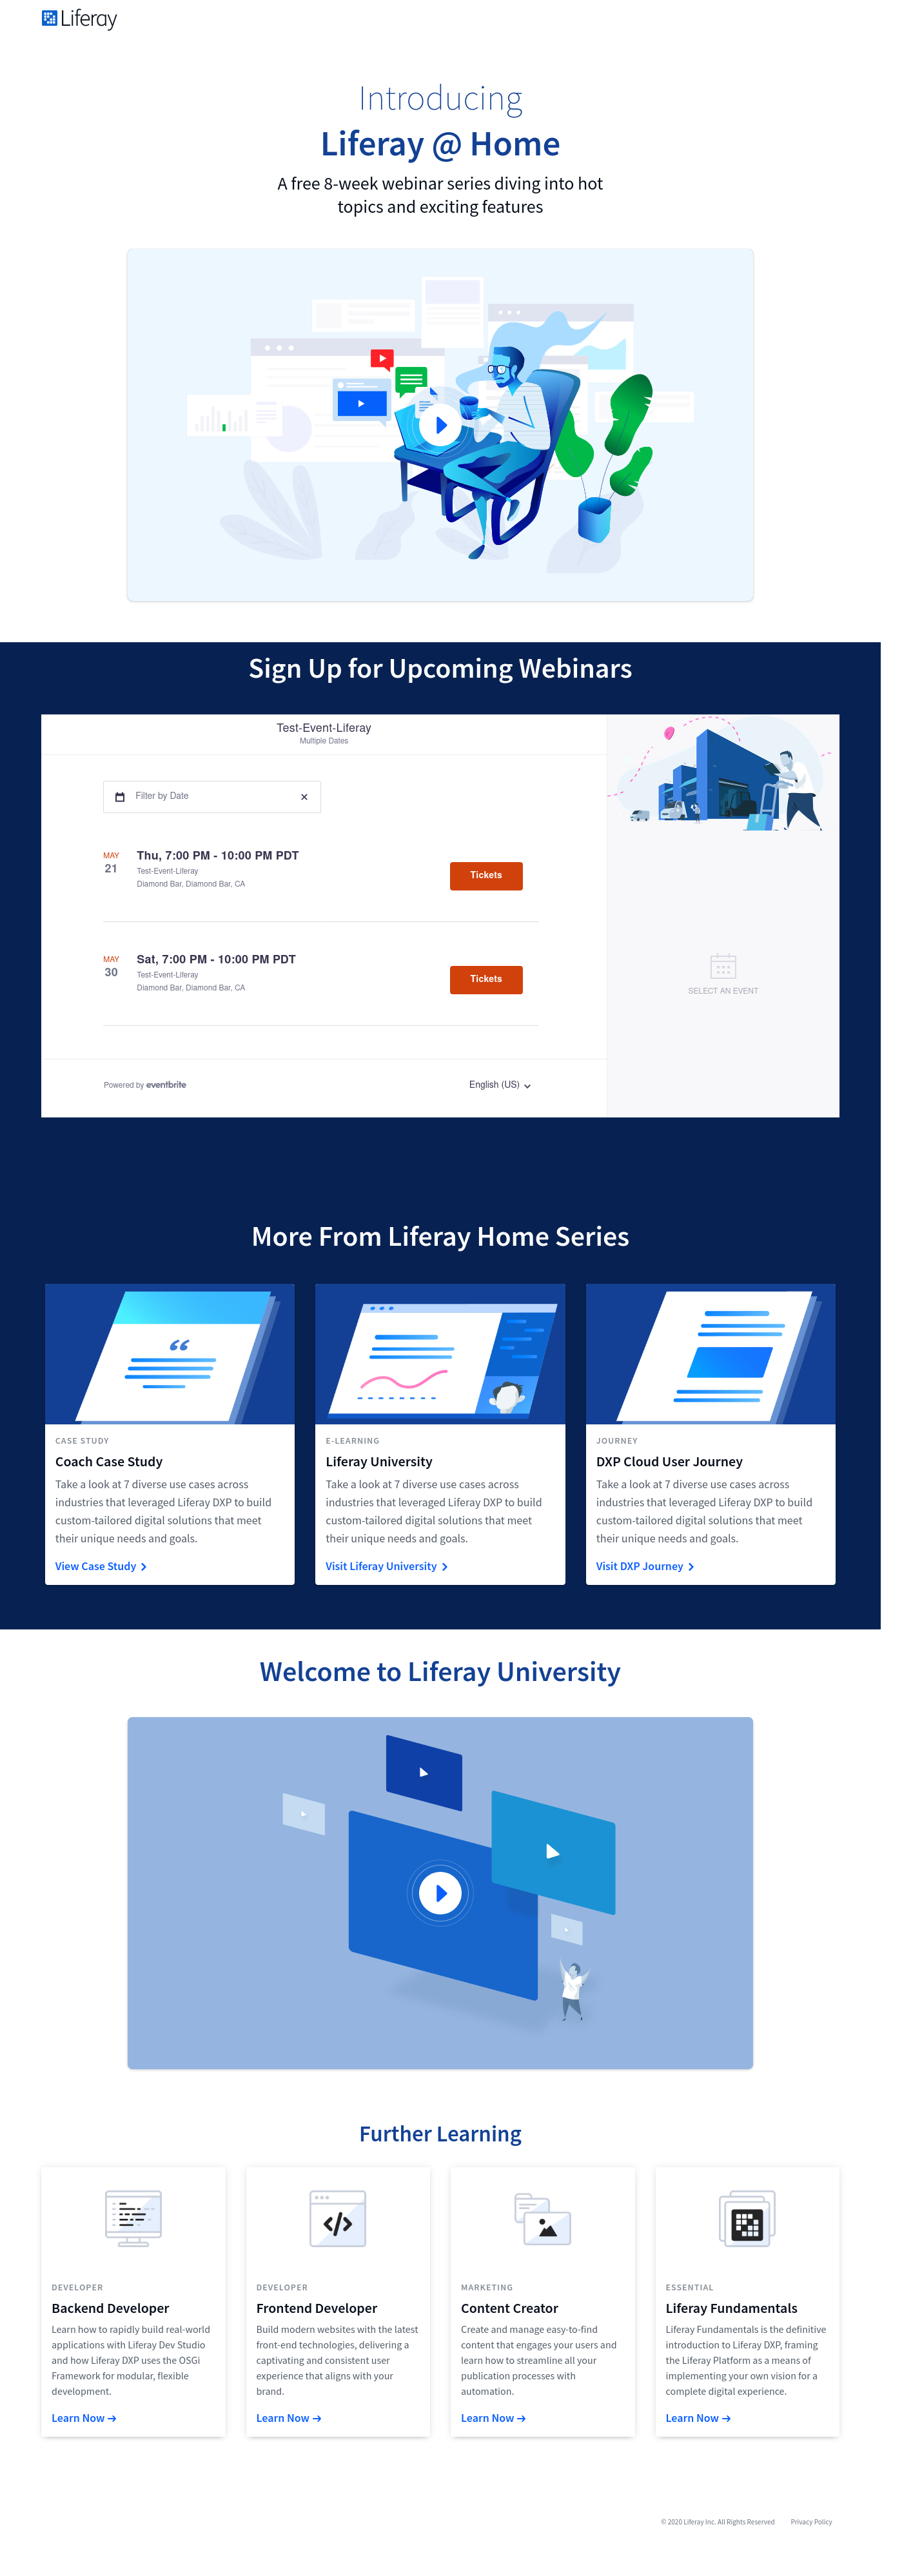 Liferay
Introducing
Liferay @ Home
A free 8-week webinar series diving into hot
topics and exciting features
Sign Up for Upcoming Webinars
Test-Event-Liferay
Multiple Dates
Filter by Date
MAY
21
Thu, 7:00 PM - 10:00 PM PDT
Test-Event-Liferay
Diamond Bar, Diamond Bar, CA
Tickets
MAY
30
Sat, 7:00 PM - 10:00 PM PDT
Test-Event-Liferay
Diamond Bar, Diamond Bar, CA
Tickets
SELECT AN EVENT
Powered by eventbrite
English (US)
More From Liferay Home Series
CASE STUDY
Coach Case Study
Take a look at 7 diverse use cases across
industries that leveraged Liferay DXP to build
custom-tailored digital solutions that meet
their unique needs and goals.
View Case Study
E-LEARNING
Liferay University
Take a look at 7 diverse use cases across
industries that leveraged Liferay DXP to build
custom-tailored digital solutions that meet
their unique needs and goals.
Visit Liferay University
JOURNEY
DXP Cloud User Journey
Take a look at 7 diverse use cases across
industries that leveraged Liferay DXP to build
custom-tailored digital solutions that meet
their unique needs and goals.
Visit DXP Journey
Welcome to Liferay University
Further Learning
DEVELOPER
Backend Developer
Learn how to rapidly build real-world
applications with Liferay Dev Studio
and how Liferay DXP uses the OSGi
Framework for modular, flexible
development.
Learn Now →
DEVELOPER
Frontend Developer
Build modern websites with the latest
front-end technologies, delivering a
captivating and consistent user
experience that aligns with your
brand.
Learn Now →
MARKETING
Content Creator
Create and manage easy-to-find
content that engages your users and
learn how to streamline all your
publication processes with
automation.
Learn Now →
ESSENTIAL
Liferay Fundamentals
Liferay Fundamentals is the definitive
introduction to Liferay DXP, framing
the Liferay Platform as a means of
implementing your own vision for a
complete digital experience.
Learn Now →
© 2020 Liferay Inc. All Rights Reserved
Privacy Policy